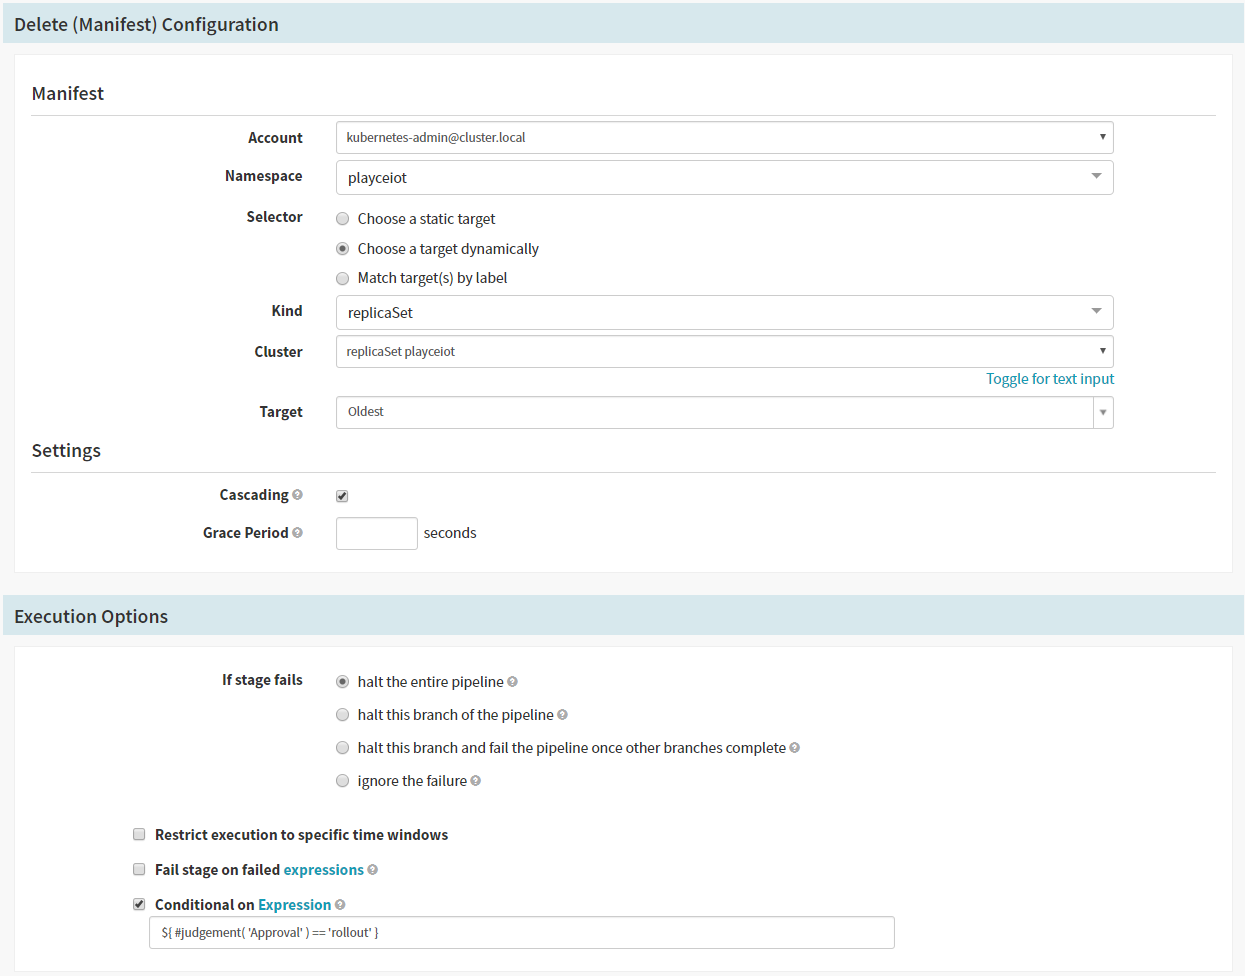 Delete (Manifest) Configuration
Manifest
Account
kubernetes-admin@cluster.local
Namespace
playceiot
Selector
Choose a static target
Choose a target dynamically
Match target(s) by label
Kind
replicaSet
Cluster
replicaSet playceiot
Toggle for text input
Target
Oldest
Settings
Cascading
Grace Period
seconds
Execution Options
If stage fails
halt the entire pipeline
halt this branch of the pipeline
halt this branch and fail the pipeline once other branches complete
ignore the failure
Restrict execution to specific time windows
Fail stage on failed expressions
Conditional on Expression
${ #judgement( 'Approval' ) == 'rollout' }